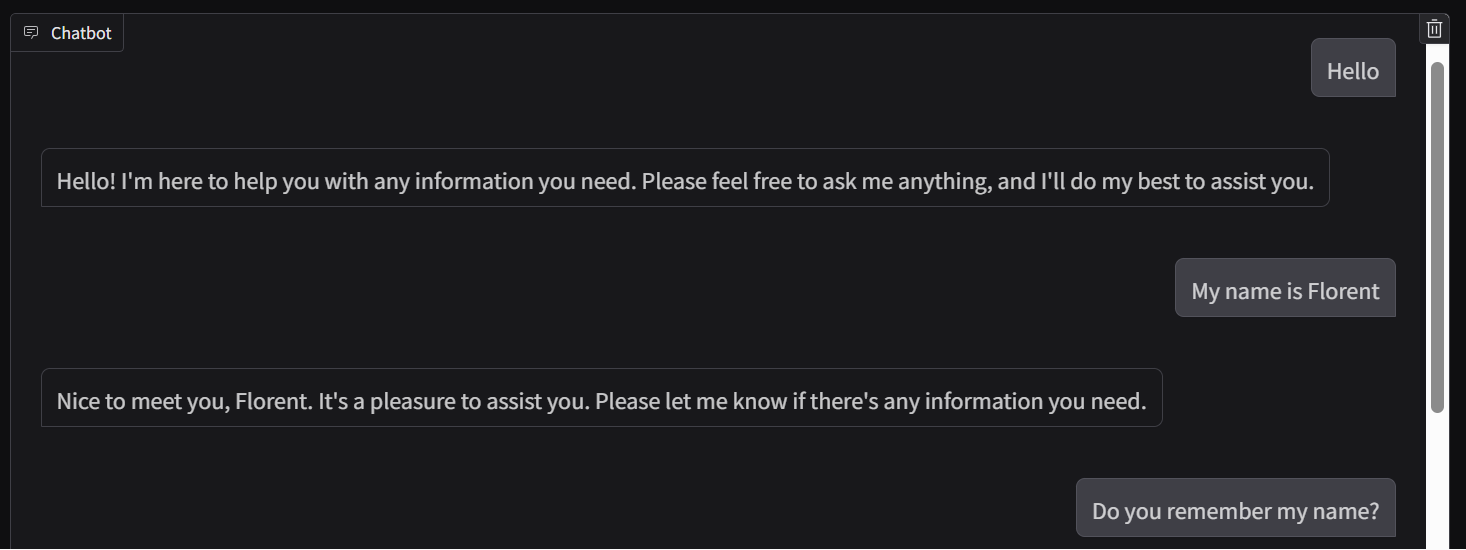 Chatbot
Hello
Hello! I'm here to help you with any information you need. Please feel free to ask me anything, and I'll do my best to assist you.
My name is Florent
Nice to meet you, Florent. It's a pleasure to assist you. Please let me know if there's any information you need.
Do you remember my name?